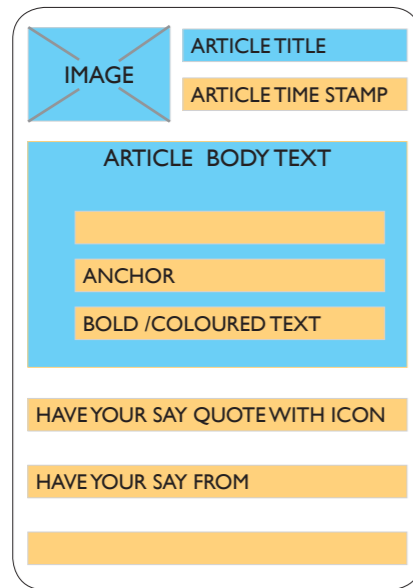 IMAGE
ARTICLE TITLE
ARTICLE TIME STAMP
ARTICLE BODY TEXT
ANCHOR
BOLD /COLOURED TEXT
HAVE YOUR SAY QUOTE WITH ICON
HAVE YOUR SAY FROM